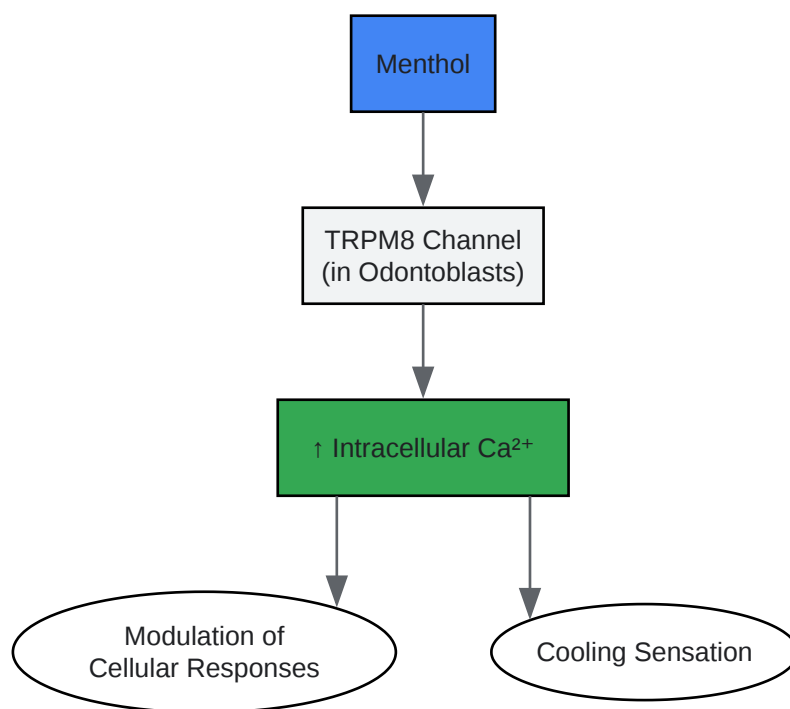 Menthol
TRPM8 Channel
(in Odontoblasts)
↑ Intracellular Ca²⁺
Modulation of
Cellular Responses
Cooling Sensation